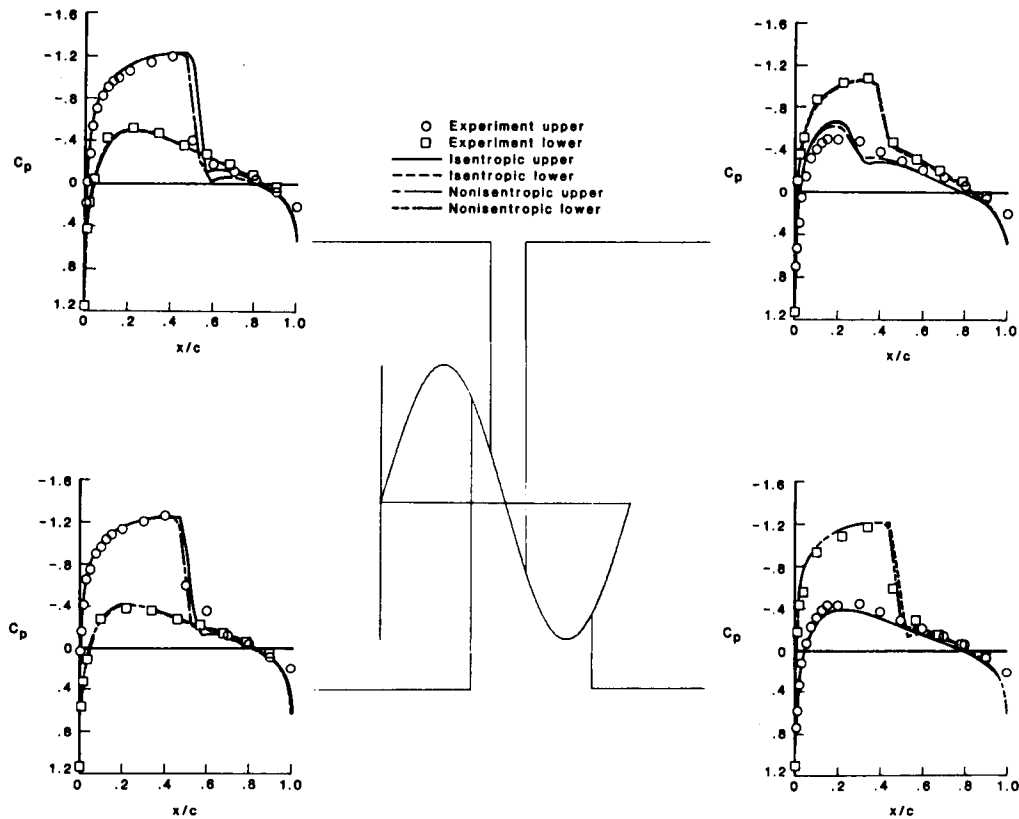 -1.6
-1.2
-.8
-.4
Cp
0
.4
.8
1.2
0 .2 .4 .6 .8 1.0
x/c
Experiment upper
Experiment lower
Isentropic upper
Isentropic lower
Nonisentropic upper
Nonisentropic lower
-1.6
-1.2
-.8
-.4
Cp
0
.4
.8
1.2
0 .2 .4 .6 .8 1.0
x/c
-1.6
-1.2
-.8
-.4
Cp
0
.4
.8
1.2
0 .2 .4 .6 .8 1.0
x/c
-1.6
-1.2
-.8
-.4
Cp
0
.4
.8
1.2
0 .2 .4 .6 .8 1.0
x/c